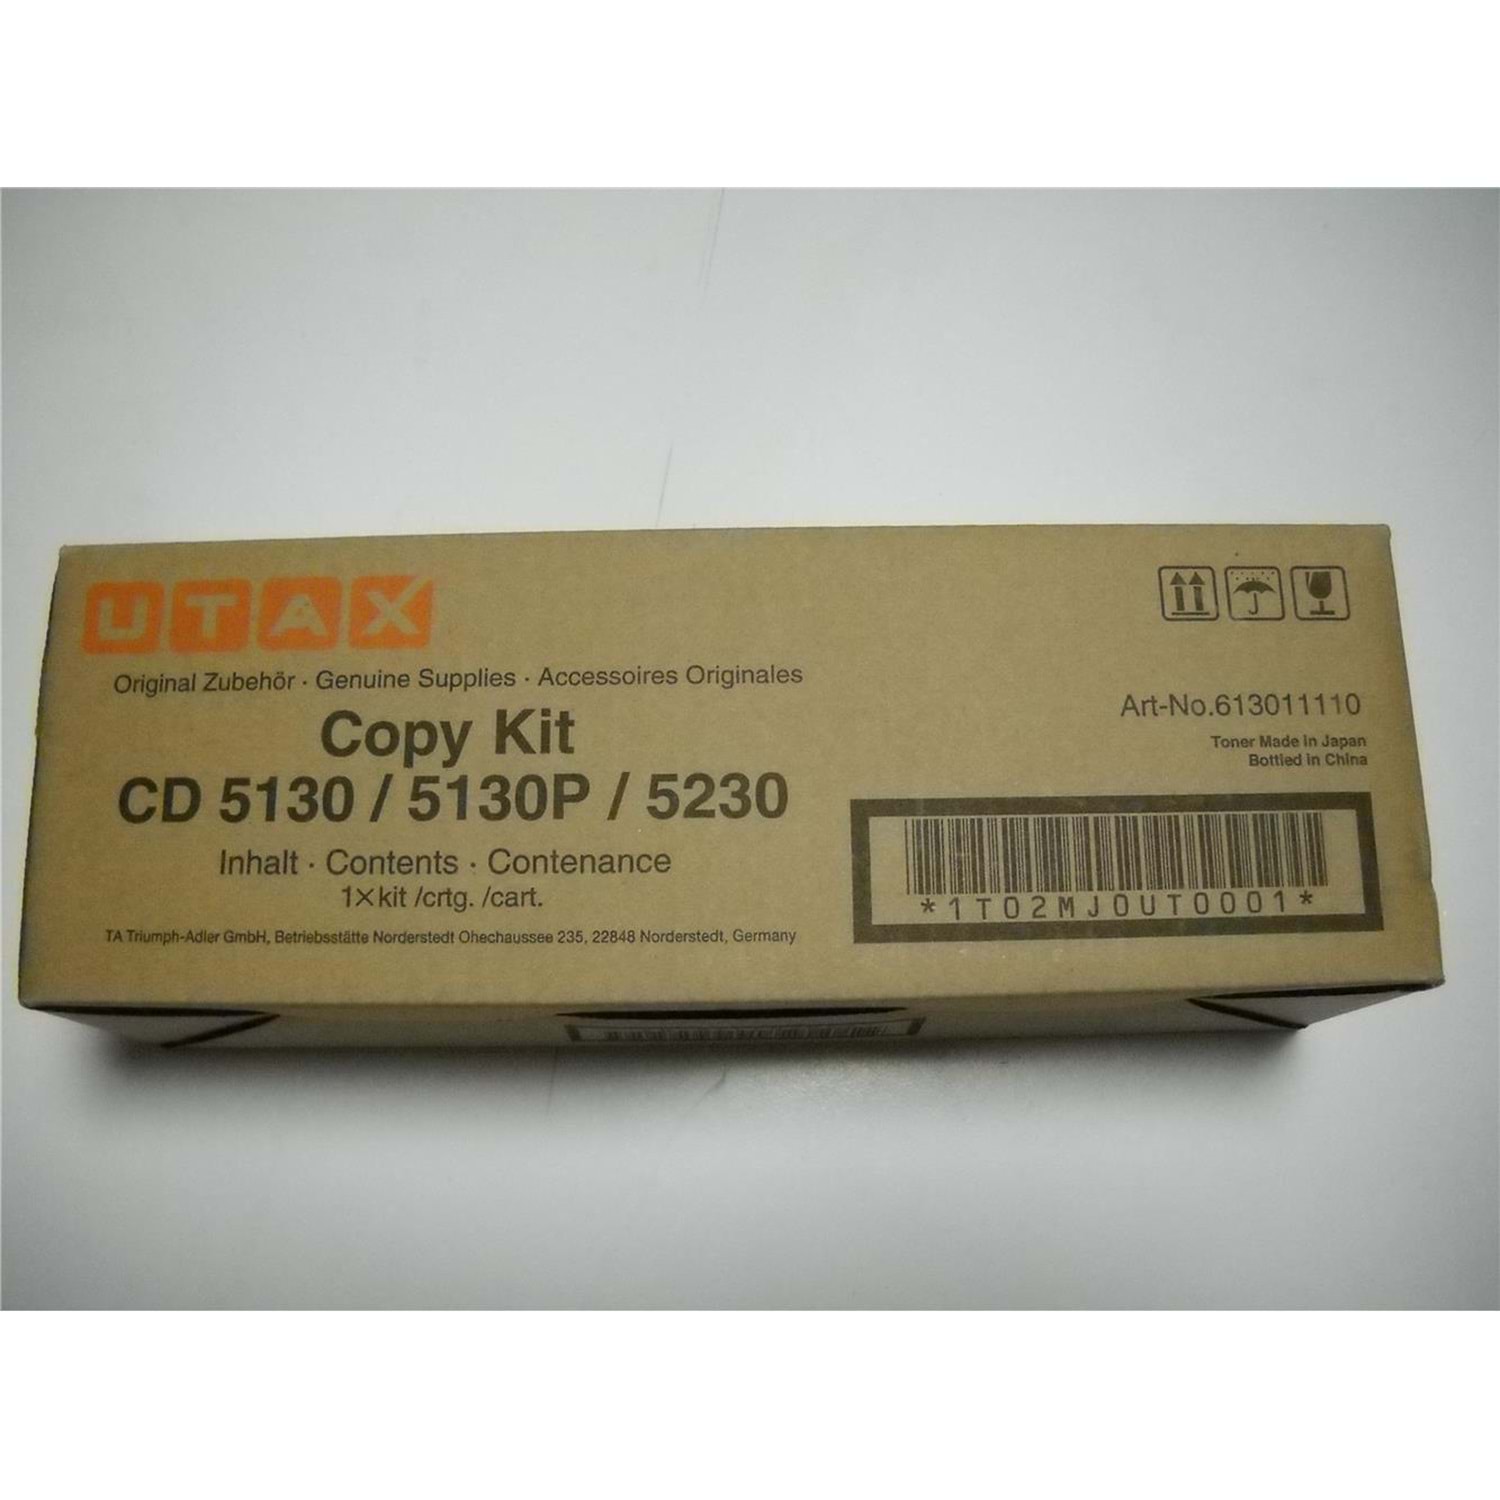 UTAX
Original Zubehör · Genuine Supplies · Accessoires Originales
Copy Kit
CD 5130 / 5130P / 5230
Inhalt · Contents · Contenance
1×kit /crtg. /cart.
TA Triumph-Adler GmbH, Betriebsstätte Norderstedt Ohechaussee 235, 22848 Norderstedt, Germany
Art-No.613011110
Toner Made in Japan
Bottled in China
*1T02MJ0UT0001*